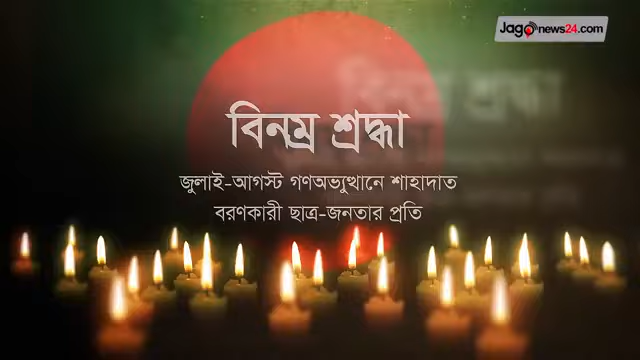 Jagonews24.com
বিনম্র শ্রদ্ধা
জুলাই-আগস্ট গণঅভ্যুত্থানে শাহাদাত
বরণকারী ছাত্র-জনতার প্রতি